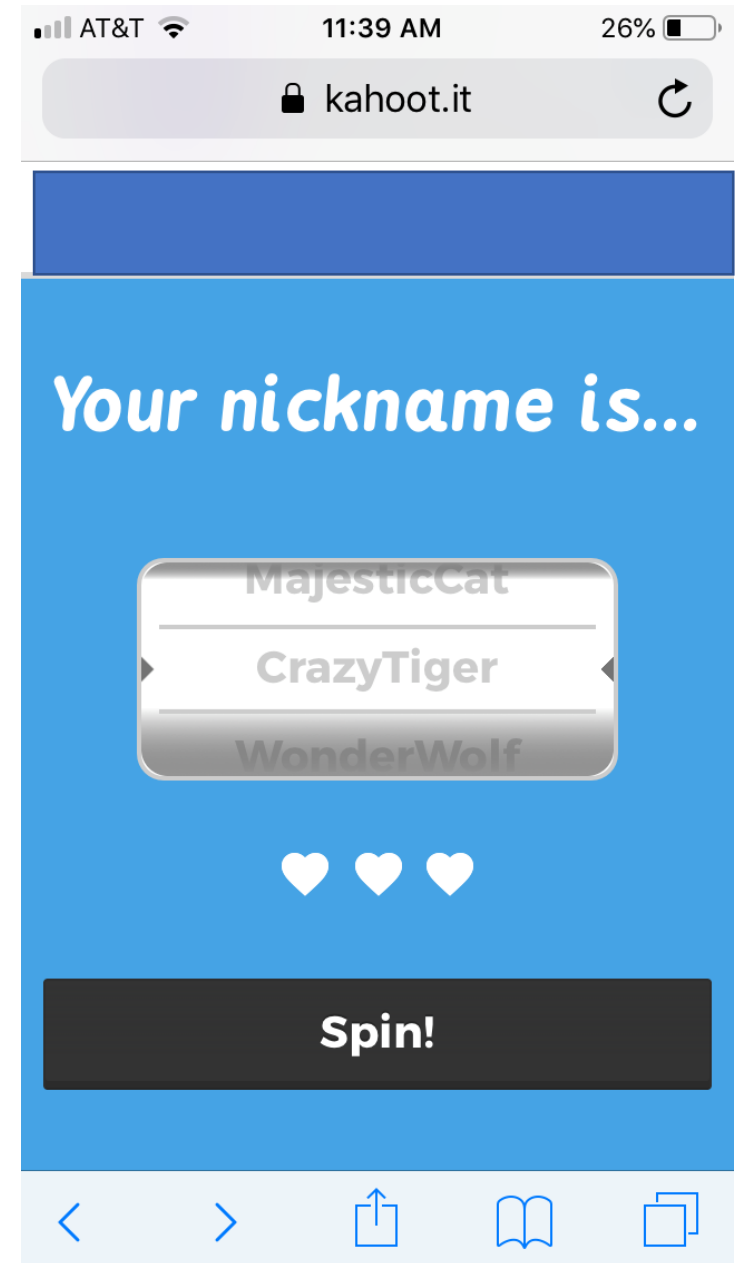 AT&T 11:39 AM 26%
kahoot.it
Your nickname is...
MajesticCat
CrazyTiger
WonderWolf
Spin!